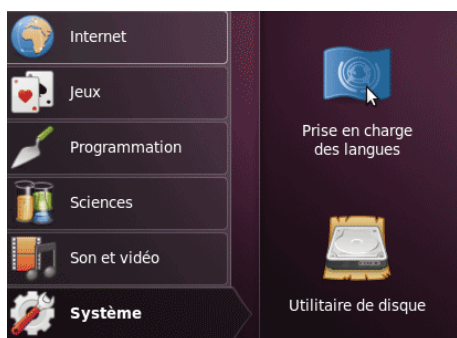 Internet
Jeux
Programmation
Sciences
Son et vidéo
Système
Prise en charge
des langues
Utilitaire de disque